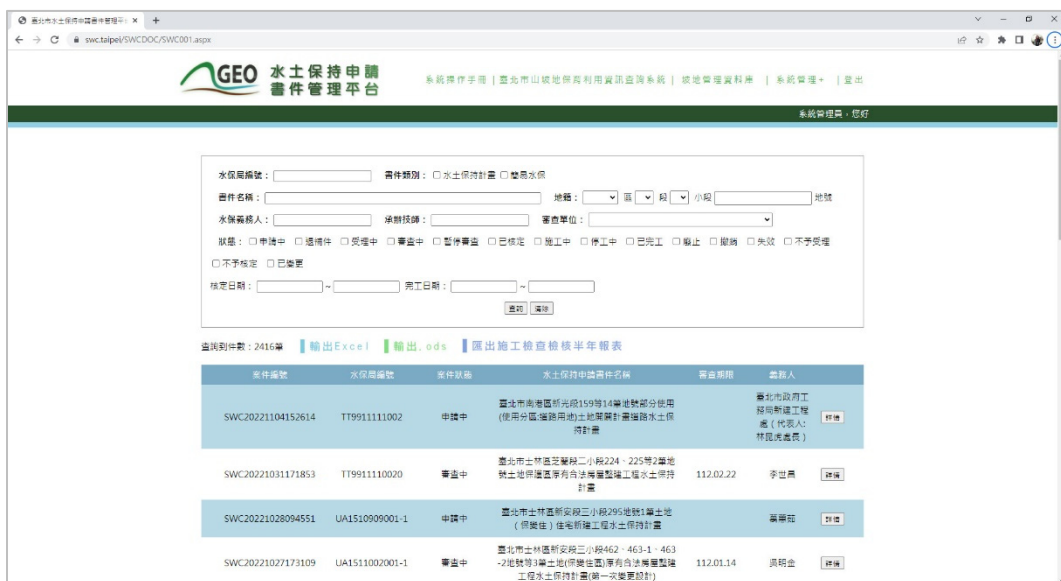 臺北市水土保持申請書件管理平台
swc.taipei/SWCDOC/SWC001.aspx
GEO 水土保持申請
書件管理平台
系統操作手冊 | 臺北市山坡地保育利用資訊查詢系統 | 坡地管理資料庫 | 系統管理+ | 登出
系統管理員，您好
水保局編號： 書件類別： 水土保持計畫 簡易水保
書件名稱： 地籍： 區 段 小段 地號
水保義務人： 承辦技師： 審查單位：
狀態： 申請中 退補件 受理中 審查中 暫停審查 已核定 施工中 停工中 已完工 廢止 撤銷 失效 不予受理
不予核定 已變更
核定日期： ~ 完工日期： ~
查詢 清除
查詢到件數：2416筆 輸出Excel 輸出.ods 匯出施工檢查檢核半年報表
案件編號 水保局編號 案件狀態 水土保持申請書件名稱 審查期限 義務人
SWC20221104152614 TT9911111002 申請中 臺北市南港區新光段159等14筆地號部分使用
(使用分區:道路用地)土地開闢計畫道路水土保
持計畫
臺北市政府工
務局新建工程
處（代表人:
林昆虎處長）
詳情
SWC20221031171853 TT9911110020 審查中 臺北市士林區芝蘭段二小段224、225等2筆地
號土地保護區原有合法房屋整建工程水土保持
計畫
112.02.22 李世昌 詳情
SWC20221028094551 UA1510909001-1 申請中 臺北市士林區新安段三小段295地號1筆土地
（保變住）住宅新建工程水土保持計畫
詳情
SWC20221027173109 UA1511002001-1 審查中 臺北市士林區新安段三小段462、463-1、463
-2地號等3筆土地(保變住區)原有合法房屋整建
工程水土保持計畫(第一次變更設計)
112.01.14 吳明金 詳情